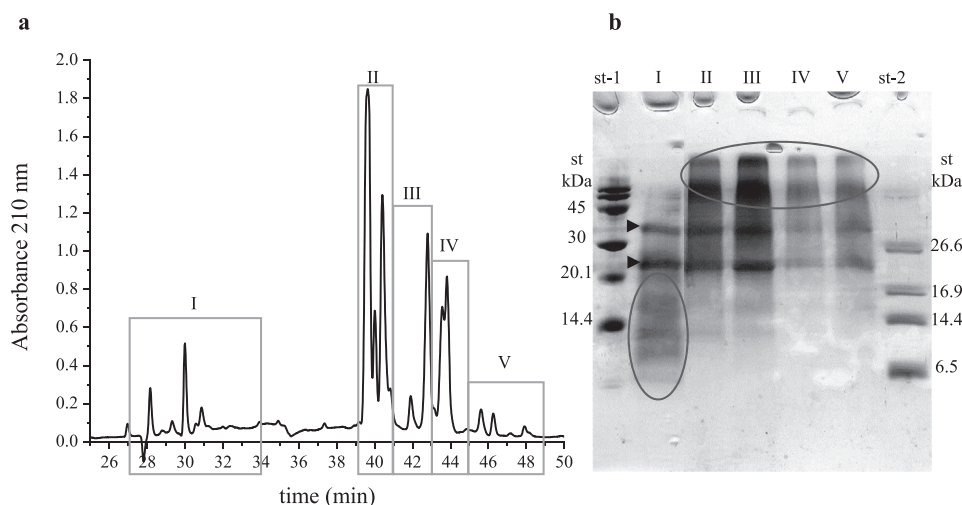 a
Absorbance 210 nm
2.0
1.8
1.6
1.4
1.2
1.0
0.8
0.6
0.4
0.2
0.0
I
II
III
IV
V
26 28 30 32 34 36 38 40 42 44 46 48 50
time (min)
b
st-1 I II III IV V st-2
st
kDa
45
30
20.1
14.4
st
kDa
26.6
16.9
14.4
6.5